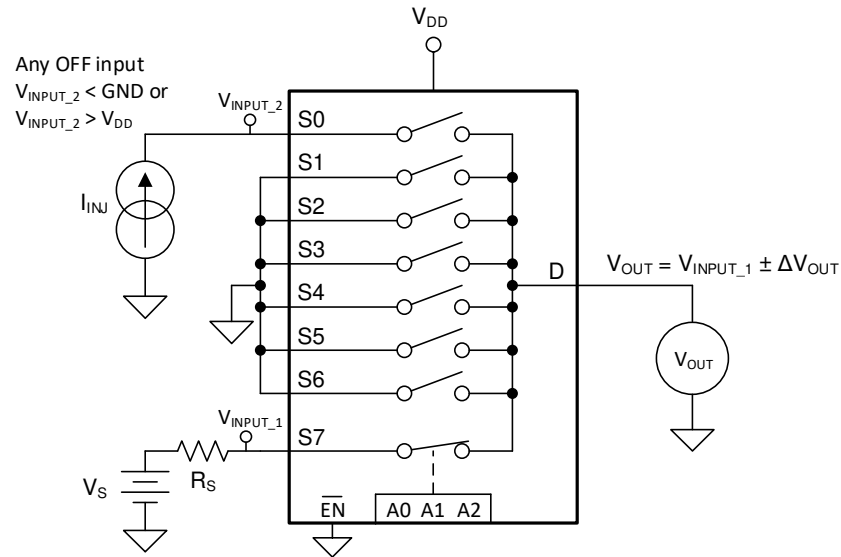 V_DD
Any OFF input
V_INPUT_2 < GND or
V_INPUT_2 > V_DD
V_INPUT_2
S0
S1
I_INJ
S2
S3
D
V_OUT = V_INPUT_1 ± ΔV_OUT
S4
S5
V_OUT
S6
V_INPUT_1
S7
V_S
R_S
EN
A0 A1 A2